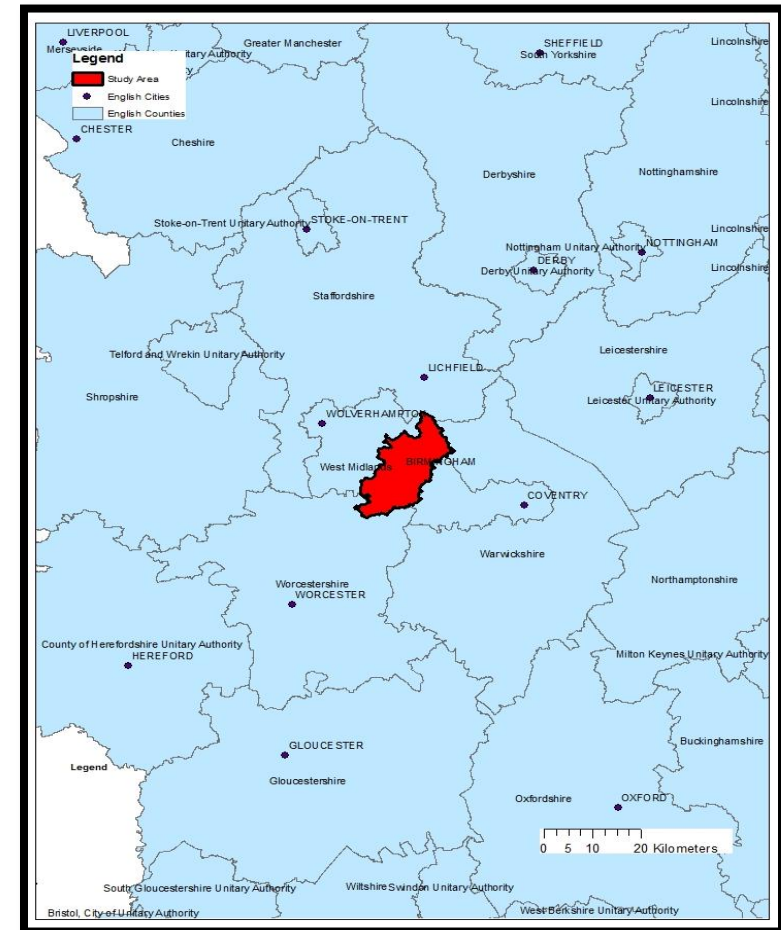 LIVERPOOL
Merseyside
itary Authority
Greater Manchester
SHEFFIELD
South Yorkshire
Lincolnshire
Legend
Study Area
English Cities
English Counties
Lincolnshire
CHESTER
Cheshire
Derbyshire
Nottinghamshire
Stoke-on-Trent Unitary Authority
STOKE-ON-TRENT
Lincolnshire
Nottingham Unitary Authority
NOTTINGHAM
DERBY
Derby Unitary Authority
Lincolnshire
Staffordshire
Telford and Wrekin Unitary Authority
Leicestershire
LICHFIELD
Shropshire
LEICESTER
Leicester Unitary Authority
WOLVERHAMPTON
West Midlands
BIRMINGHAM
COVENTRY
Warwickshire
Northamptonshire
Worcestershire
WORCESTER
County of Herefordshire Unitary Authority
HEREFORD
Milton Keynes Unitary Authority
GLOUCESTER
Gloucestershire
Buckinghamshire
Legend
Oxfordshire
OXFORD
0 5 10 20 Kilometers
South Gloucestershire Unitary Authority
Wiltshire
Swindon Unitary Authority
Bristol, City of Unitary Authority
West Berkshire Unitary Authority